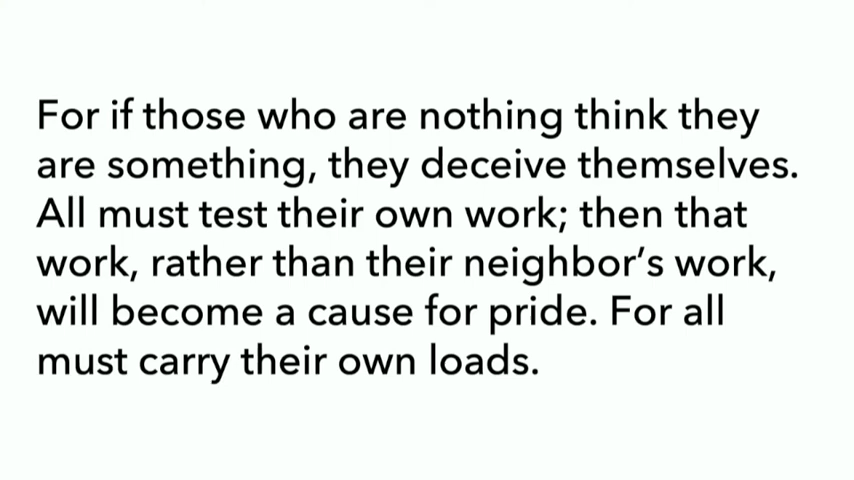 For if those who are nothing think they
are something, they deceive themselves.
All must test their own work; then that
work, rather than their neighbor’s work,
will become a cause for pride. For all
must carry their own loads.